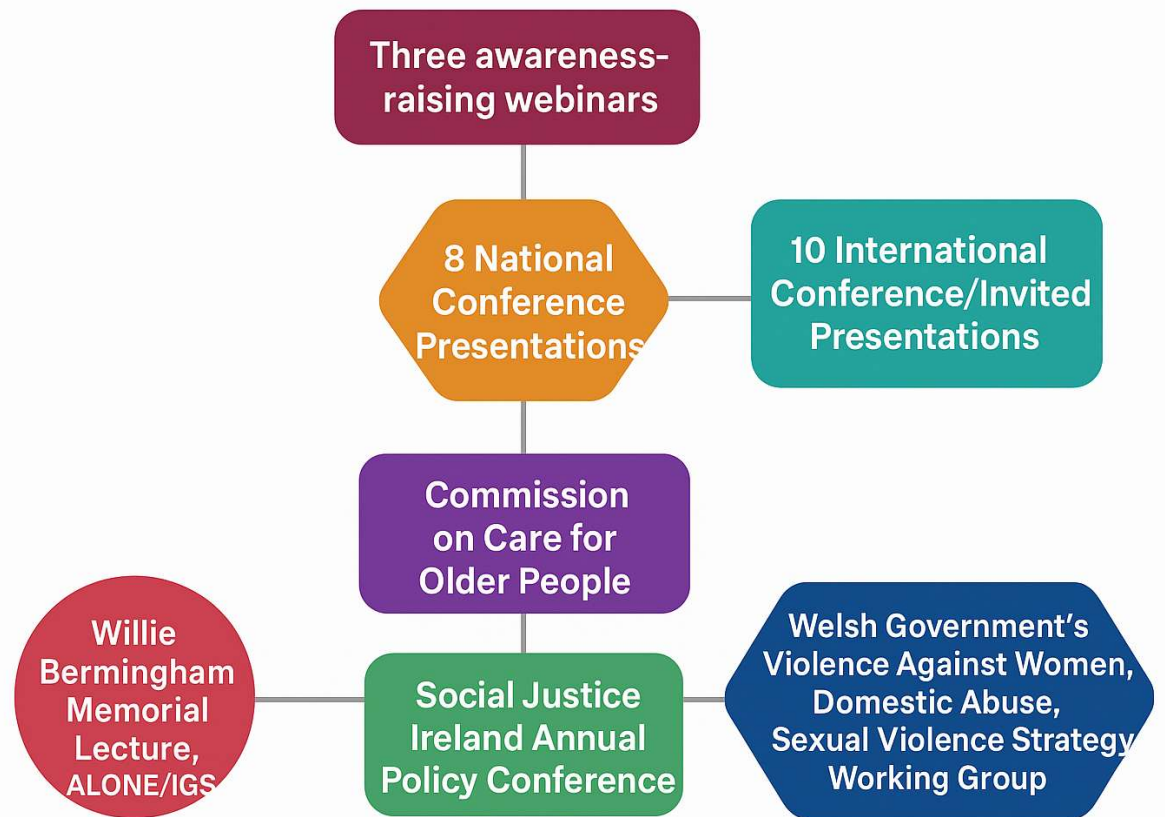 Three awareness-
raising webinars
8 National
Conference
Presentations
10 International
Conference/Invited
Presentations
Commission
on Care for
Older People
Willie
Bermingham
Memorial
Lecture,
ALONE/IGS
Social Justice
Ireland Annual
Policy Conference
Welsh Government's
Violence Against Women,
Domestic Abuse,
Sexual Violence Strategy
Working Group